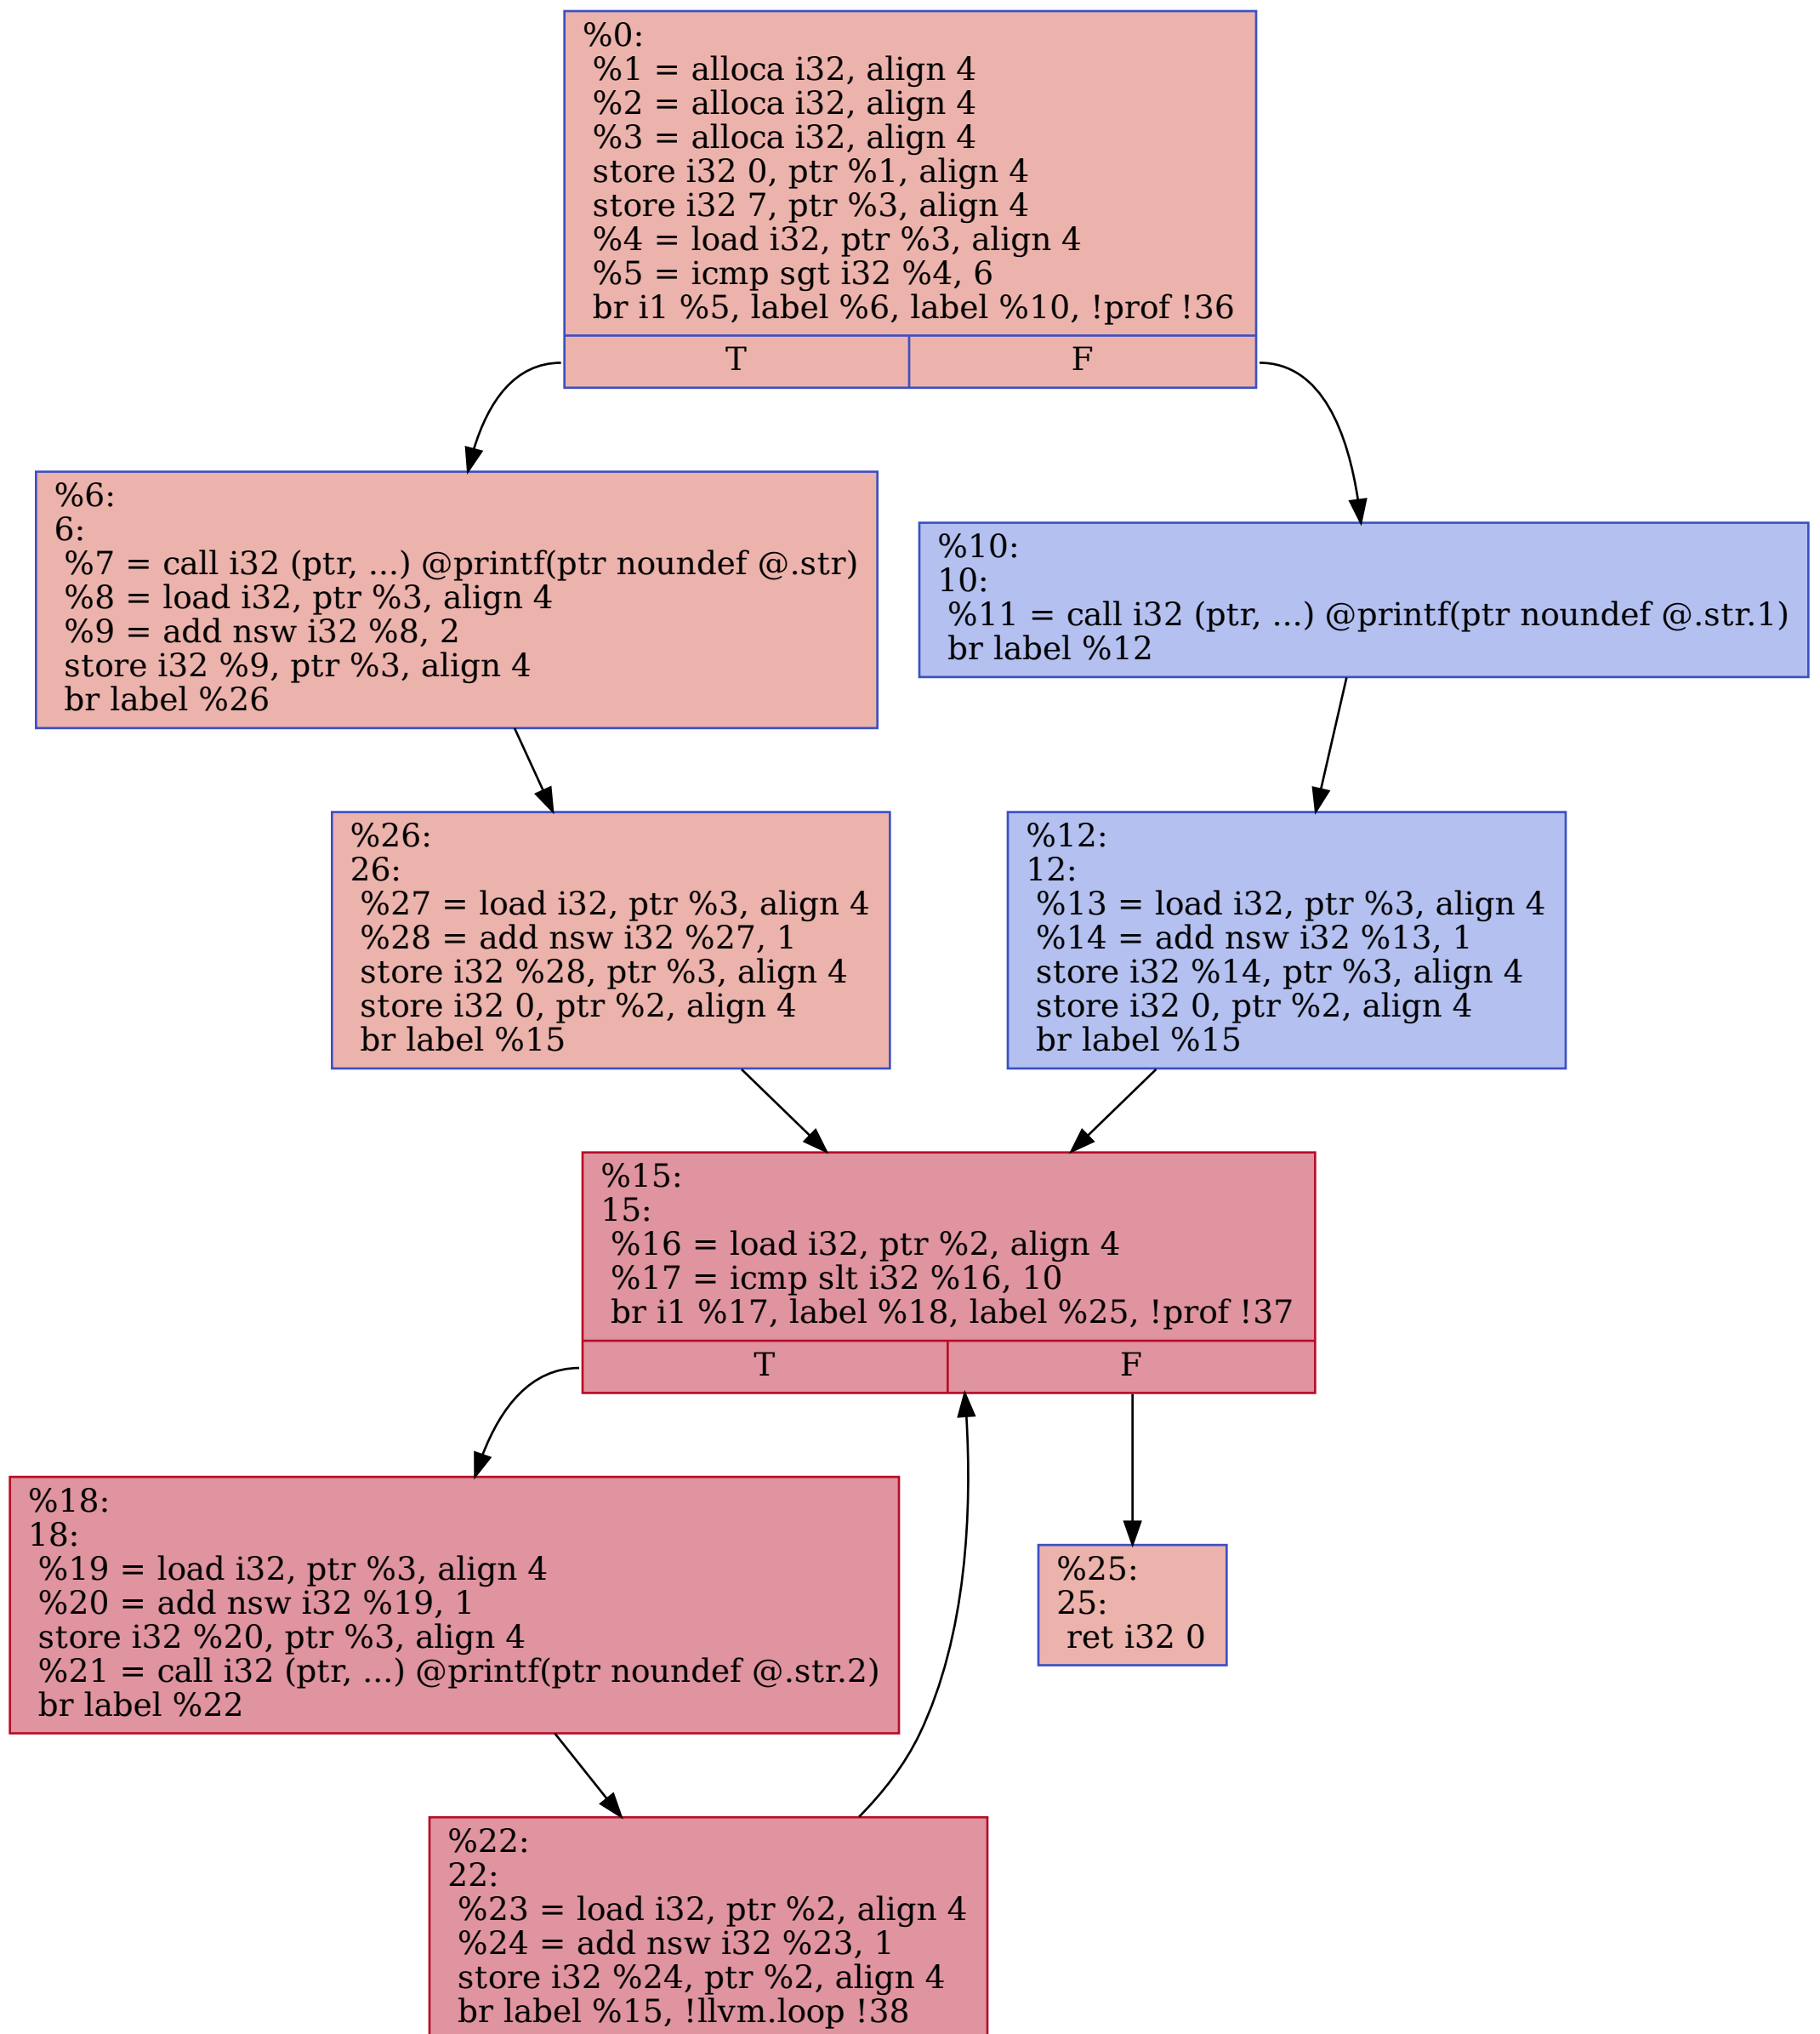 %0:
%1 = alloca i32, align 4
%2 = alloca i32, align 4
%3 = alloca i32, align 4
store i32 0, ptr %1, align 4
store i32 7, ptr %3, align 4
%4 = load i32, ptr %3, align 4
%5 = icmp sgt i32 %4, 6
br i1 %5, label %6, label %10, !prof !36
T
F
%6:
6:
%7 = call i32 (ptr, ...) @printf(ptr noundef @.str)
%8 = load i32, ptr %3, align 4
%9 = add nsw i32 %8, 2
store i32 %9, ptr %3, align 4
br label %26
%10:
10:
%11 = call i32 (ptr, ...) @printf(ptr noundef @.str.1)
br label %12
%26:
26:
%27 = load i32, ptr %3, align 4
%28 = add nsw i32 %27, 1
store i32 %28, ptr %3, align 4
store i32 0, ptr %2, align 4
br label %15
%12:
12:
%13 = load i32, ptr %3, align 4
%14 = add nsw i32 %13, 1
store i32 %14, ptr %3, align 4
store i32 0, ptr %2, align 4
br label %15
%15:
15:
%16 = load i32, ptr %2, align 4
%17 = icmp slt i32 %16, 10
br i1 %17, label %18, label %25, !prof !37
T
F
%18:
18:
%19 = load i32, ptr %3, align 4
%20 = add nsw i32 %19, 1
store i32 %20, ptr %3, align 4
%21 = call i32 (ptr, ...) @printf(ptr noundef @.str.2)
br label %22
%25:
25:
ret i32 0
%22:
22:
%23 = load i32, ptr %2, align 4
%24 = add nsw i32 %23, 1
store i32 %24, ptr %2, align 4
br label %15, !llvm.loop !38